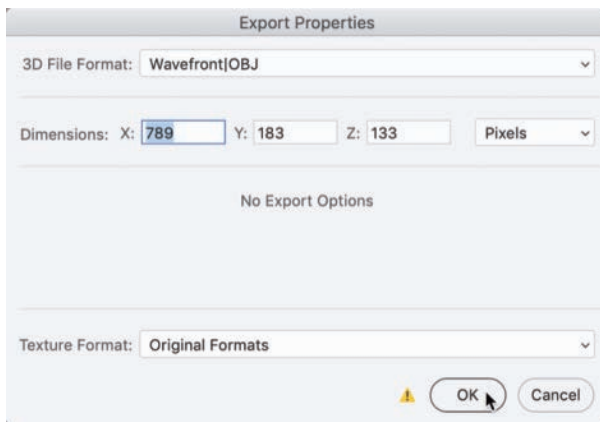 Export Properties
3D File Format: Wavefront|OBJ
Dimensions: X: 789 Y: 183 Z: 133 Pixels
No Export Options
Texture Format: Original Formats
OK Cancel